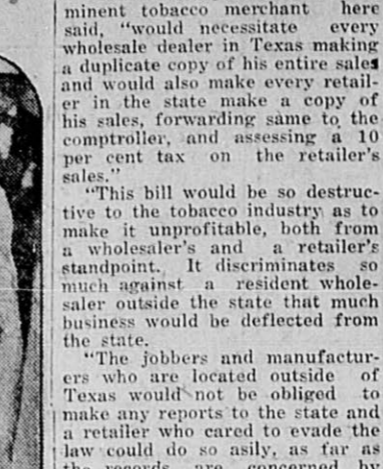 minent tobacco merchant here
said, "would necessitate every
wholesale dealer in Texas making
a duplicate copy of his entire sales
and would also make every retail-
er in the state make a copy of
his sales, forwarding same to the
comptroller, and assessing a 10
per cent tax on the retailer's
sales."
"This bill would be so destruc-
tive to the tobacco industry as to
make it unprofitable, both from
a wholesaler's and a retailer's
standpoint. It discriminates so
much against a resident whole-
saler outside the state that much
business would be deflected from
the state.
"The jobbers and manufactur-
ers who are located outside of
Texas would not be obliged to
make any reports to the state and
a retailer who cared to evade the
law could do so asily, as far as
the records are concerned by